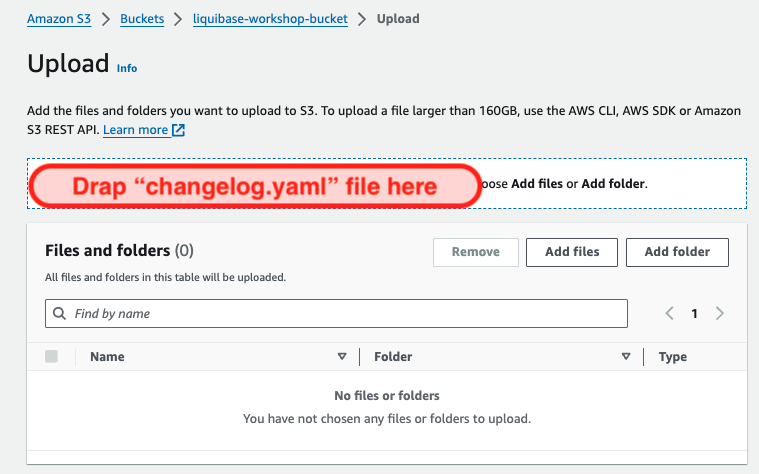 Amazon S3 > Buckets > liquibase-workshop-bucket > Upload
Upload Info
Add the files and folders you want to upload to S3. To upload a file larger than 160GB, use the AWS CLI, AWS SDK or Amazon
S3 REST API. Learn more
Drap “changelog.yaml” file here oose Add files or Add folder.
Files and folders (0) Remove Add files Add folder
All files and folders in this table will be uploaded.
Find by name 1
Name Folder Type
No files or folders
You have not chosen any files or folders to upload.